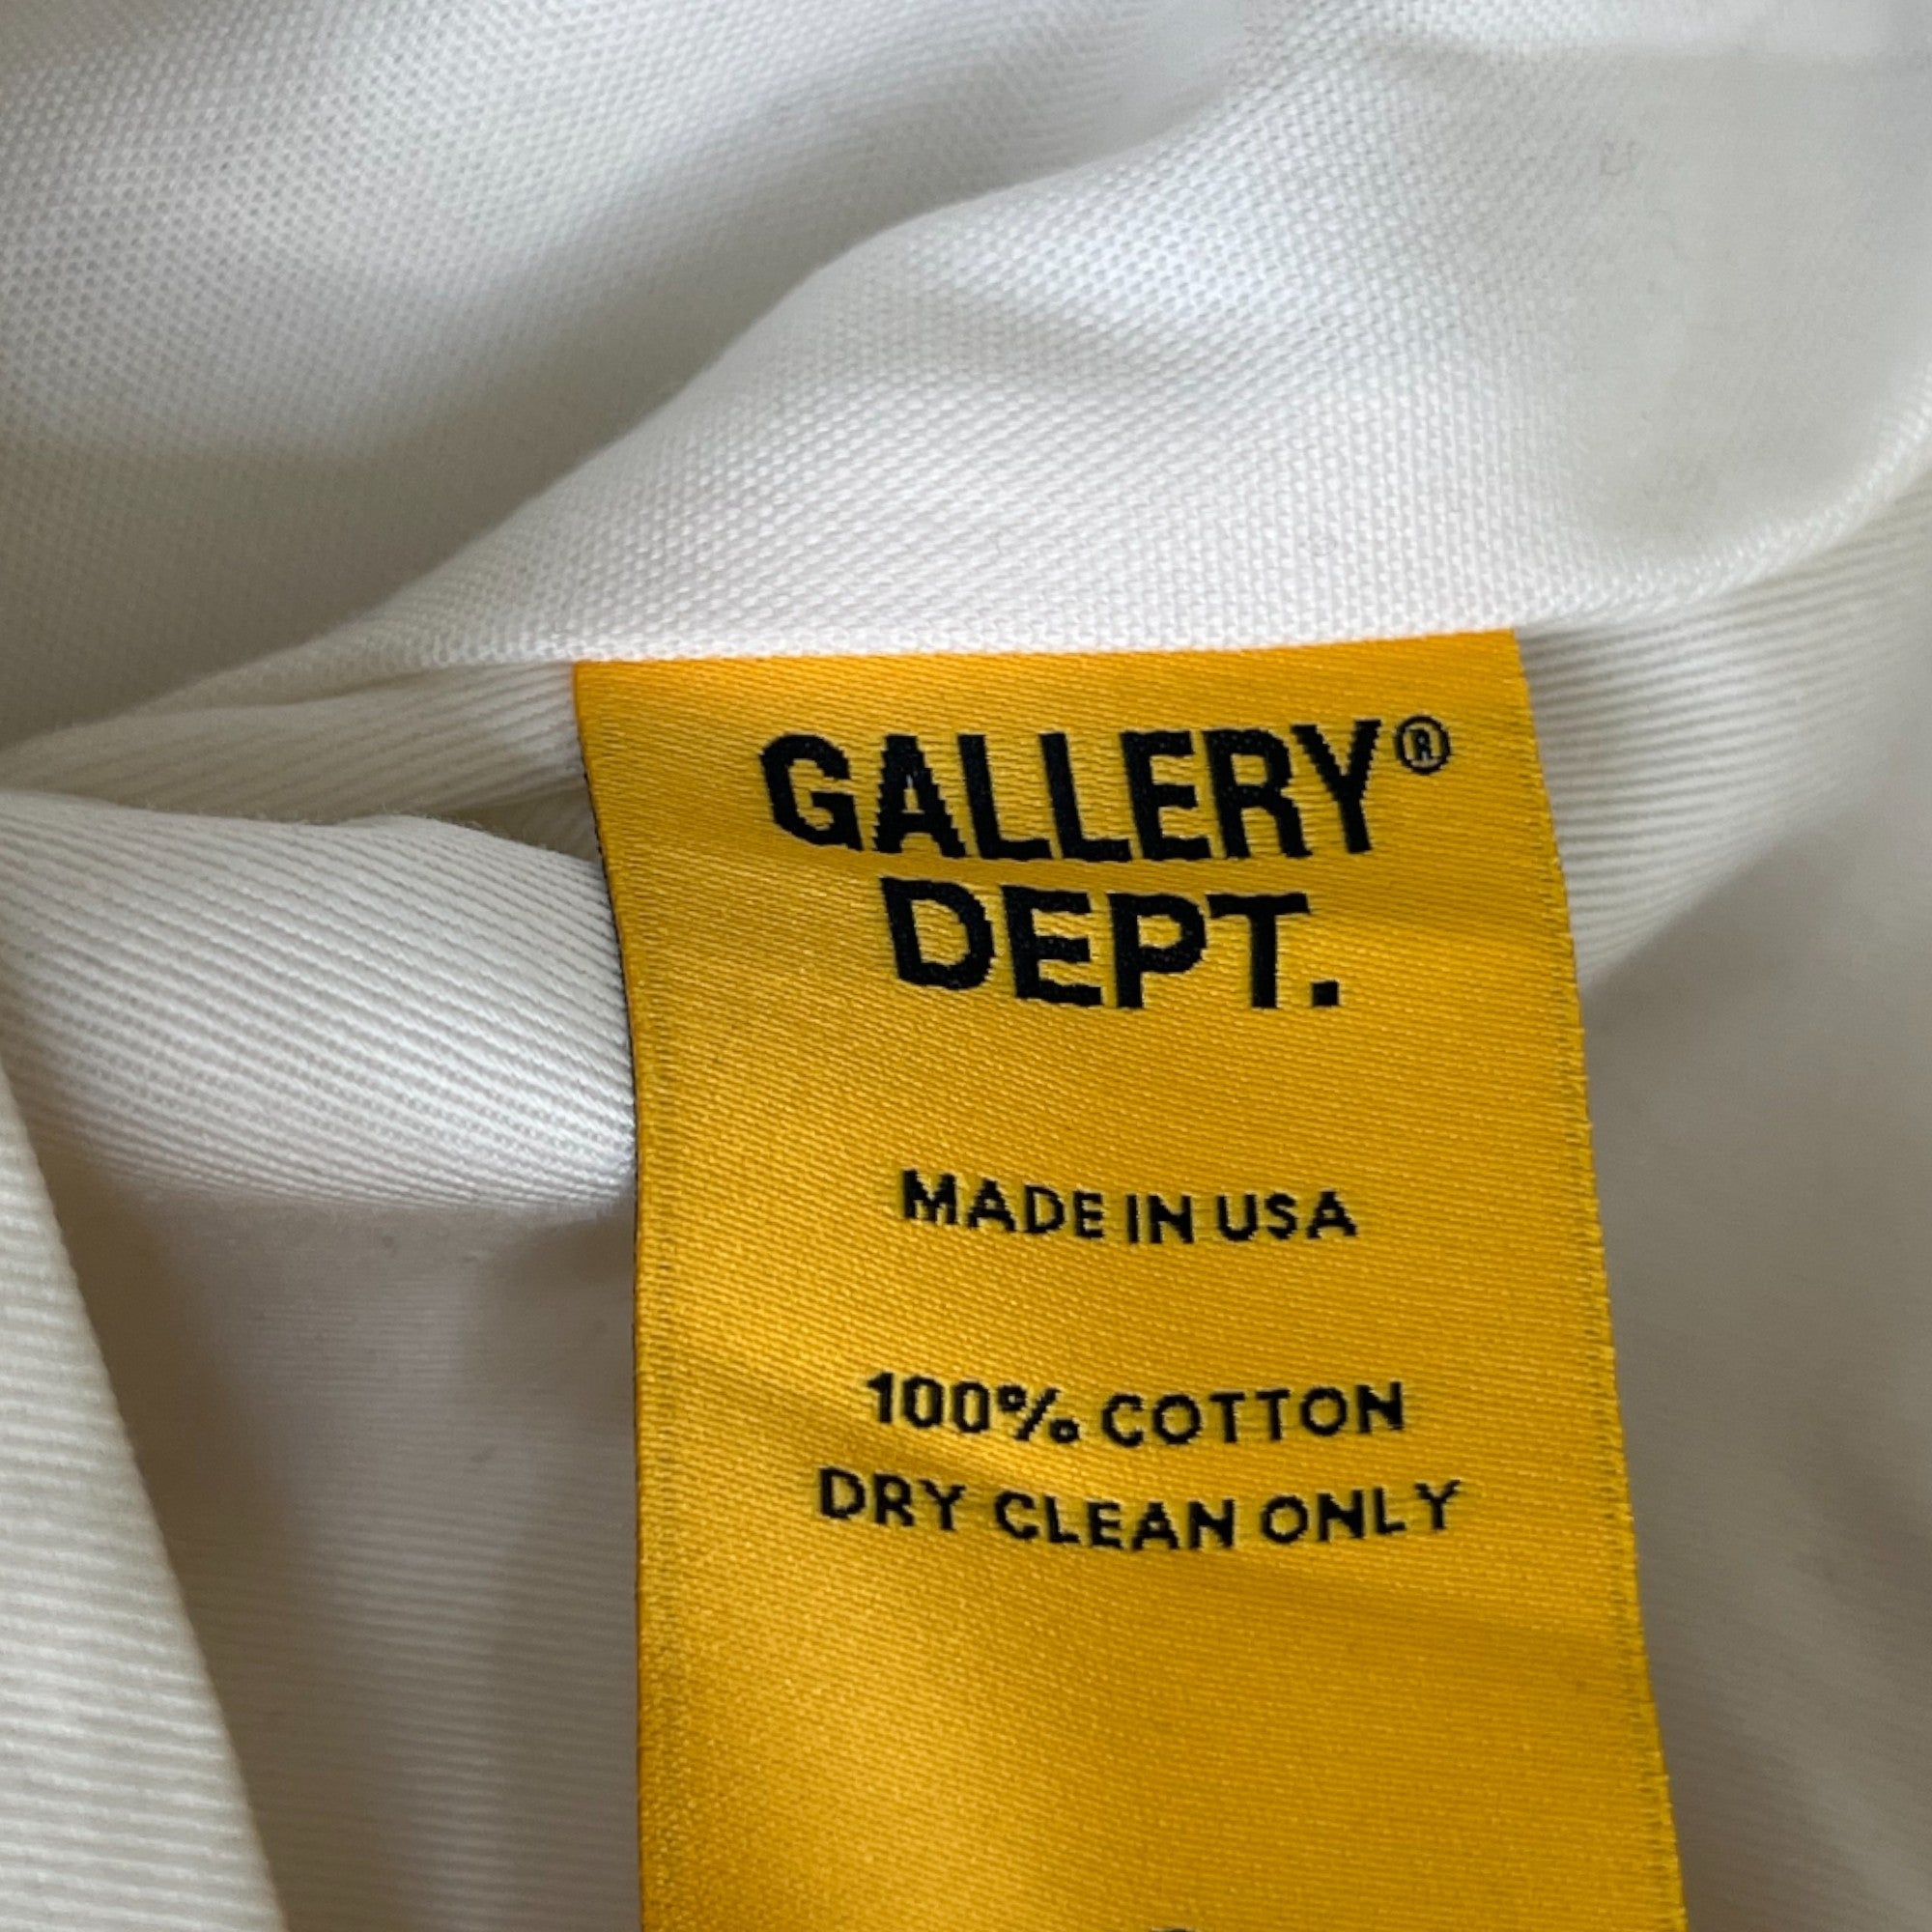 GALLERY®
DEPT.
MADE IN USA
100% COTTON
DRY CLEAN ONLY